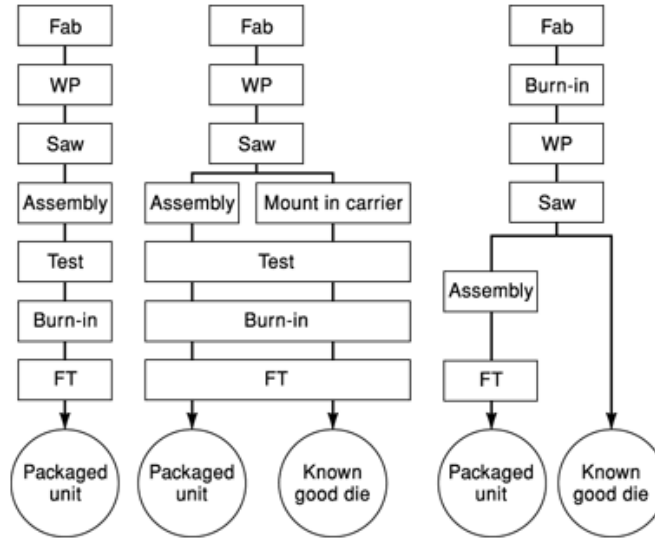 Fab
WP
Saw
Assembly
Test
Burn-in
FT
Packaged
unit
Fab
WP
Saw
Assembly
Mount in carrier
Test
Burn-in
FT
Packaged
unit
Known
good die
Fab
Burn-in
WP
Saw
Assembly
FT
Packaged
unit
Known
good die